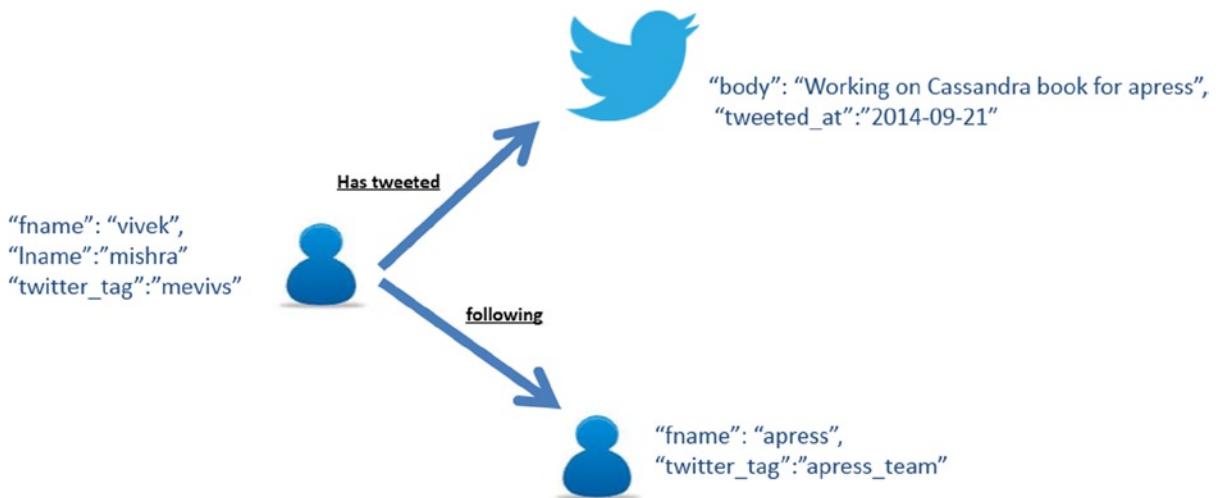 “body”: “Working on Cassandra book for apress”,
“tweeted_at”:”2014-09-21”
Has tweeted
“fname”: “vivek”,
“lname”:”mishra”
“twitter_tag”:”mevivs”
following
“fname”: “apress”,
“twitter_tag”:”apress_team”